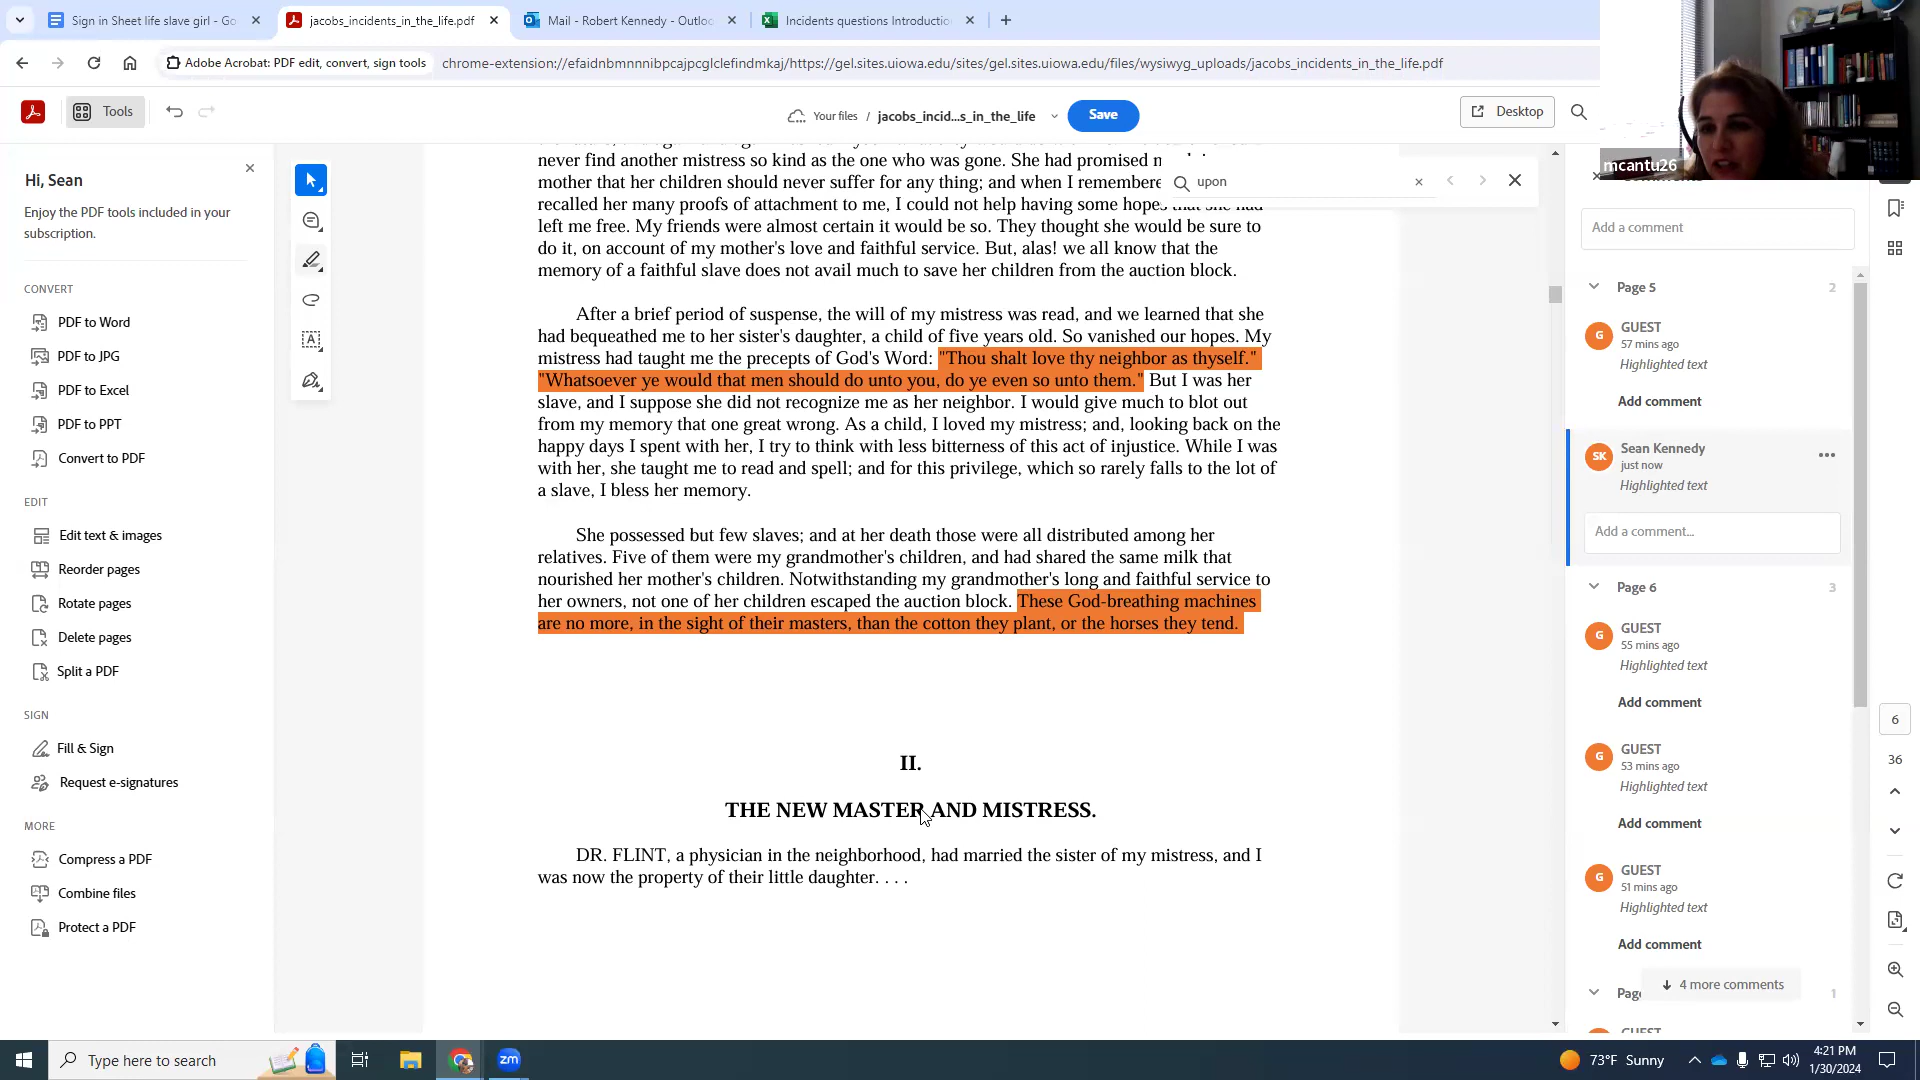 Sign in Sheet life slave girl - Go
jacobs_incidents_in_the_life.pdf
Mail - Robert Kennedy - Outloo
Incidents questions Introductio
Adobe Acrobat: PDF edit, convert, sign tools
chrome-extension://efaidnbmnnnibpcajpcglclefindmkaj/https://gel.sites.uiowa.edu/sites/gel.sites.uiowa.edu/files/wysiwyg_uploads/jacobs_incidents_in_the_life.pdf
Tools
Your files / jacobs_incid...s_in_the_life
Save
Desktop
mcantu26
Hi, Sean
Enjoy the PDF tools included in your
subscription.
CONVERT
PDF to Word
PDF to JPG
PDF to Excel
PDF to PPT
Convert to PDF
EDIT
Edit text & images
Reorder pages
Rotate pages
Delete pages
Split a PDF
SIGN
Fill & Sign
Request e-signatures
MORE
Compress a PDF
Combine files
Protect a PDF
upon
never find another mistress so kind as the one who was gone. She had promised
mother that her children should never suffer for any thing; and when I remembere
recalled her many proofs of attachment to me, I could not help having some hopes that she had
left me free. My friends were almost certain it would be so. They thought she would be sure to
do it, on account of my mother's love and faithful service. But, alas! we all know that the
memory of a faithful slave does not avail much to save her children from the auction block.
After a brief period of suspense, the will of my mistress was read, and we learned that she
had bequeathed me to her sister's daughter, a child of five years old. So vanished our hopes. My
mistress had taught me the precepts of God's Word: "Thou shalt love thy neighbor as thyself."
"Whatsoever ye would that men should do unto you, do ye even so unto them." But I was her
slave, and I suppose she did not recognize me as her neighbor. I would give much to blot out
from my memory that one great wrong. As a child, I loved my mistress; and, looking back on the
happy days I spent with her, I try to think with less bitterness of this act of injustice. While I was
with her, she taught me to read and spell; and for this privilege, which so rarely falls to the lot of
a slave, I bless her memory.
She possessed but few slaves; and at her death those were all distributed among her
relatives. Five of them were my grandmother's children, and had shared the same milk that
nourished her mother's children. Notwithstanding my grandmother's long and faithful service to
her owners, not one of her children escaped the auction block. These God-breathing machines
are no more, in the sight of their masters, than the cotton they plant, or the horses they tend.
II.
THE NEW MASTER AND MISTRESS.
DR. FLINT, a physician in the neighborhood, had married the sister of my mistress, and I
was now the property of their little daughter. . . .
Add a comment
Page 5
2
G
GUEST
57 mins ago
Highlighted text
Add comment
SK
Sean Kennedy
just now
Highlighted text
Add a comment...
Page 6
3
G
GUEST
55 mins ago
Highlighted text
Add comment
G
GUEST
53 mins ago
Highlighted text
Add comment
G
GUEST
51 mins ago
Highlighted text
Add comment
4 more comments
1
6
36
Type here to search
zm
73°F Sunny
4:21 PM
1/30/2024